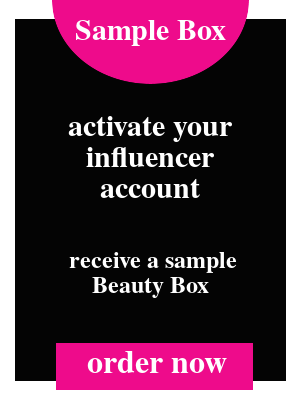 Sample Box
activate your
influencer
account
receive a sample
Beauty Box
order now